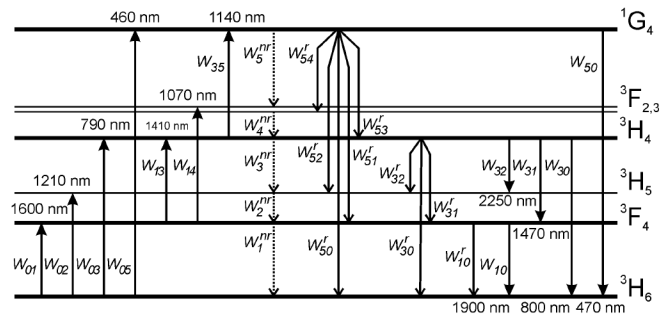 460 nm 1140 nm ¹G₄
W₃₅ W₅ⁿʳ W₅₄ʳ W₅₀
1070 nm ³F₂,₃
790 nm 1410 nm W₄ⁿʳ W₅₃ʳ ³H₄
W₁₃ W₁₄ W₃ⁿʳ W₅₂ʳ W₅₁ʳ W₃₂ʳ W₃₂ W₃₁ W₃₀
1210 nm ³H₅
1600 nm W₂ⁿʳ W₃₁ʳ 2250 nm ³F₄
1470 nm
W₀₁ W₀₂ W₀₃ W₀₅ W₁ⁿʳ W₅₀ʳ W₃₀ʳ W₁₀ʳ W₁₀
³H₆
1900 nm 800 nm 470 nm